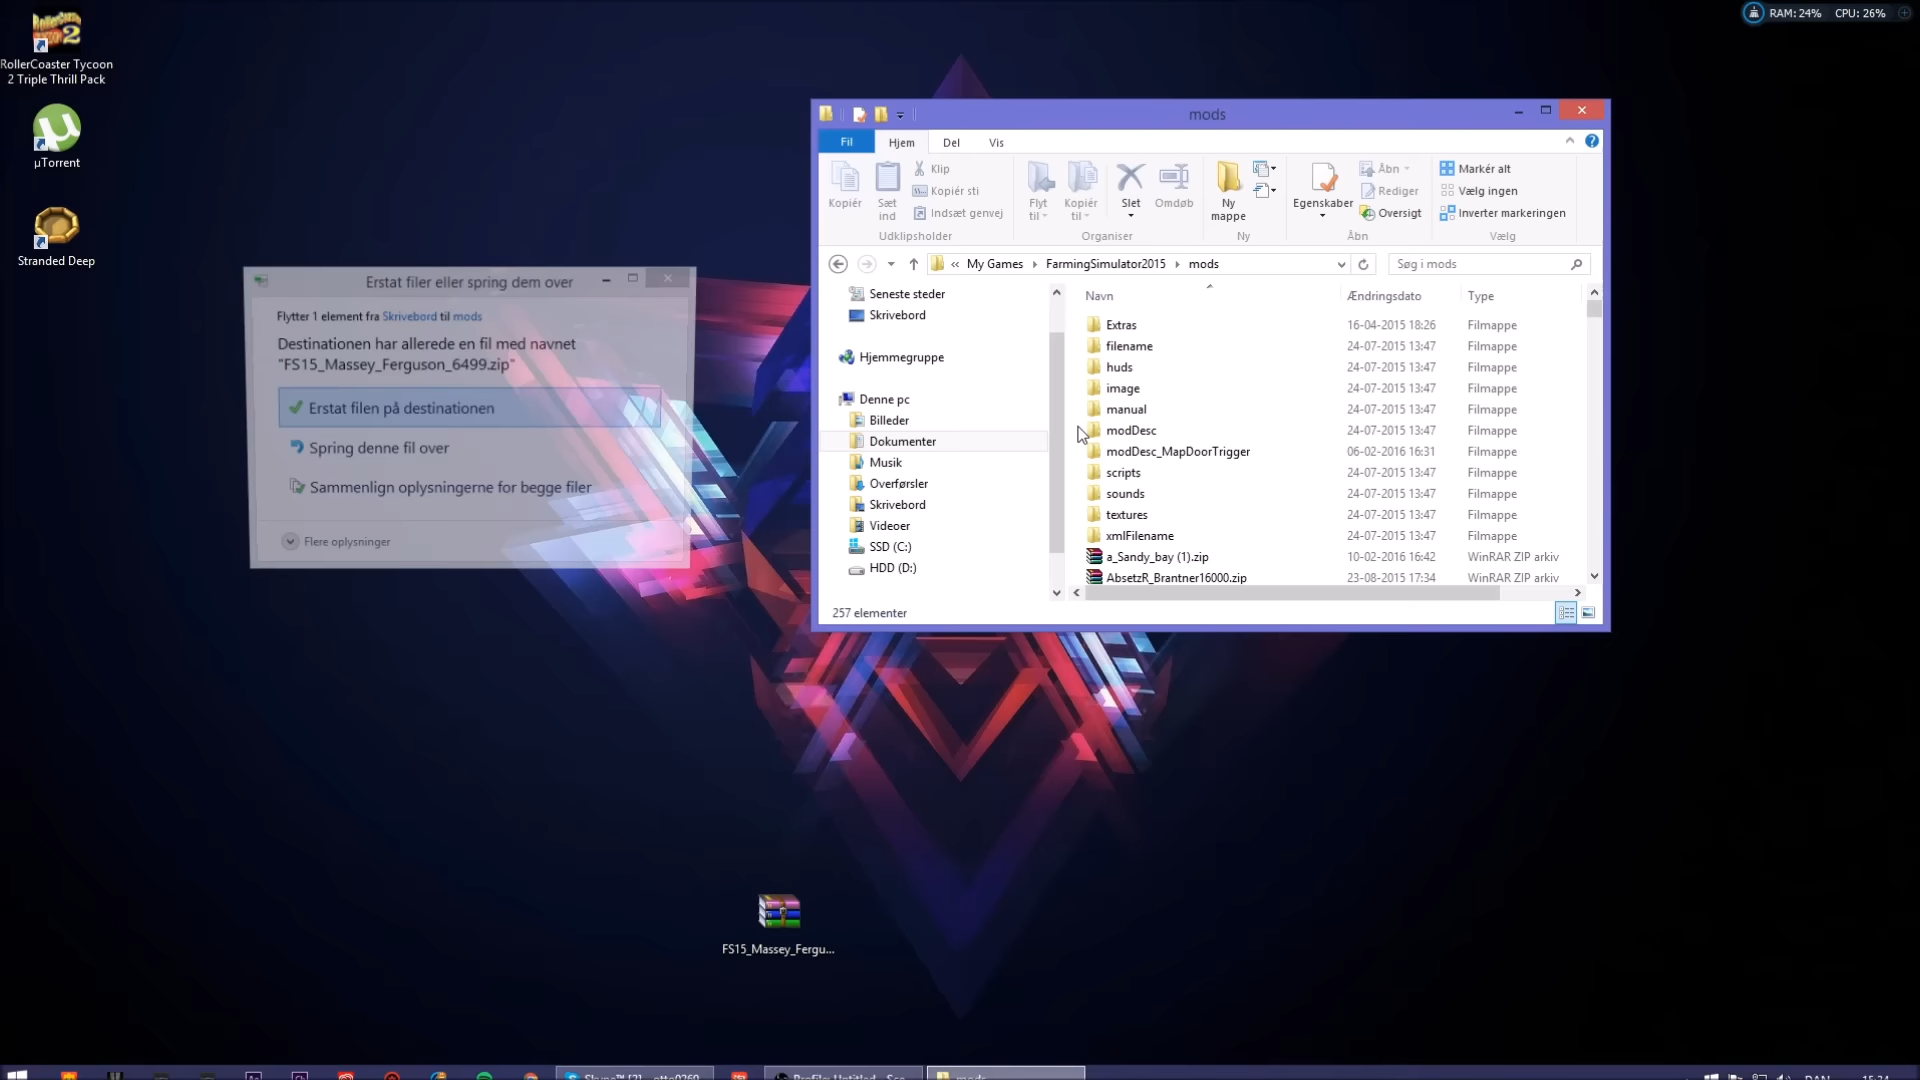 RAM: 24% CPU: 26%
RollerCoaster Tycoon
2 Triple Thrill Pack
µTorrent
Stranded Deep
Erstat filer eller spring dem over
Flytter 1 element fra Skrivebord til mods
Destinationen har allerede en fil med navnet
"FS15_Massey_Ferguson_6499.zip"
Erstat filen på destinationen
Spring denne fil over
Sammenlign oplysningerne for begge filer
Flere oplysninger
mods
Fil Hjem Del Vis
Kopiér
Sæt
ind
Klip
Kopiér sti
Indsæt genvej
Udklipsholder
Flyt
til
Kopiér
til
Slet
Omdøb
Organiser
Ny
mappe
Ny
Egenskaber
Åbn
Rediger
Oversigt
Åbn
Markér alt
Vælg ingen
Inverter markeringen
Vælg
« My Games FarmingSimulator2015 mods
Søg i mods
Seneste steder
Skrivebord
Hjemmegruppe
Denne pc
Billeder
Dokumenter
Musik
Overførsler
Skrivebord
Videoer
SSD (C:)
HDD (D:)
Navn Ændringsdato Type
Extras 16-04-2015 18:26 Filmappe
filename 24-07-2015 13:47 Filmappe
huds 24-07-2015 13:47 Filmappe
image 24-07-2015 13:47 Filmappe
manual 24-07-2015 13:47 Filmappe
modDesc 24-07-2015 13:47 Filmappe
modDesc_MapDoorTrigger 06-02-2016 16:31 Filmappe
scripts 24-07-2015 13:47 Filmappe
sounds 24-07-2015 13:47 Filmappe
textures 24-07-2015 13:47 Filmappe
xmlFilename 24-07-2015 13:47 Filmappe
a_Sandy_bay (1).zip 10-02-2016 16:42 WinRAR ZIP arkiv
AbsetzR_Brantner16000.zip 23-08-2015 17:34 WinRAR ZIP arkiv
257 elementer
FS15_Massey_Fergu...